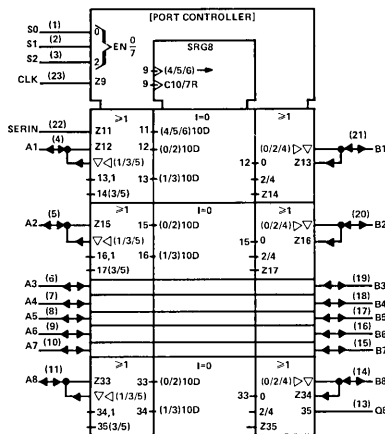 [PORT CONTROLLER]
S0 (1) 0
S1 (2) EN 0/7
S2 (3) 2
CLK (23) Z9
SRG8
9 (4/5/6)
9 C10/7R
≥1 I=0 ≥1
SERIN (22) Z11 11 (4/5/6)10D
A1 (4) Z12 12 (0/2)10D (0/2/4) ▷▽ (21) B1
▽◁ (1/3/5) 12 0 Z13
13,1 13 (1/3)10D 2/4
14(3/5) Z14
≥1 I=0 ≥1
A2 (5) Z15 15 (0/2)10D (0/2/4) ▷▽ (20) B2
▽◁ (1/3/5) 15 0 Z16
16,1 16 (1/3)10D 2/4
17(3/5) Z17
A3 (6) (19) B3
A4 (7) (18) B4
A5 (8) (17) B5
A6 (9) (16) B6
A7 (10) (15) B7
≥1 I=0 ≥1
A8 (11) Z33 33 (0/2)10D (0/2/4) ▷▽ (14) B8
▽◁ (1/3/5) 33 0 Z34
34,1 34 (1/3)10D 2/4 35 (13)
35(3/5) Z35